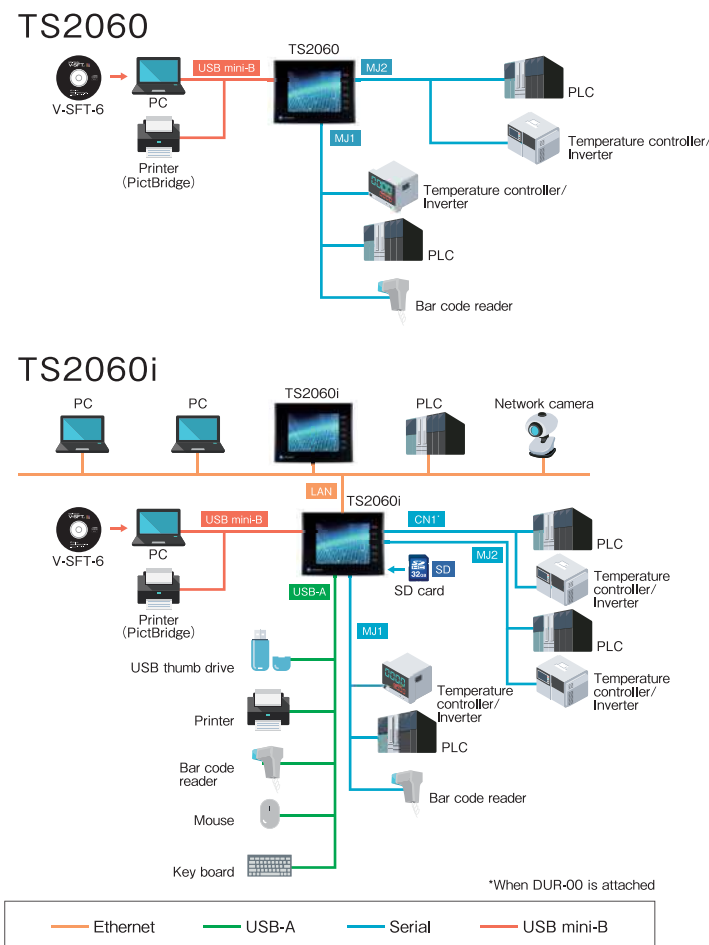 TS2060
TS2060
USB mini-B
MJ2
V-SFT-6
PC
PLC
MJ1
Printer
(PictBridge)
Temperature controller/
Inverter
Temperature controller/
Inverter
PLC
Bar code reader
TS2060i
PC
PC
TS2060i
PLC
Network camera
LAN
TS2060i
USB mini-B
CN1*
V-SFT-6
PC
PLC
MJ2
32GB
SD
SD card
Temperature
controller/
Inverter
USB-A
Printer
(PictBridge)
MJ1
PLC
USB thumb drive
Temperature
controller/
Inverter
Temperature
controller/
Inverter
Printer
PLC
Bar code
reader
Bar code reader
Mouse
Key board
*When DUR-00 is attached
Ethernet
USB-A
Serial
USB mini-B